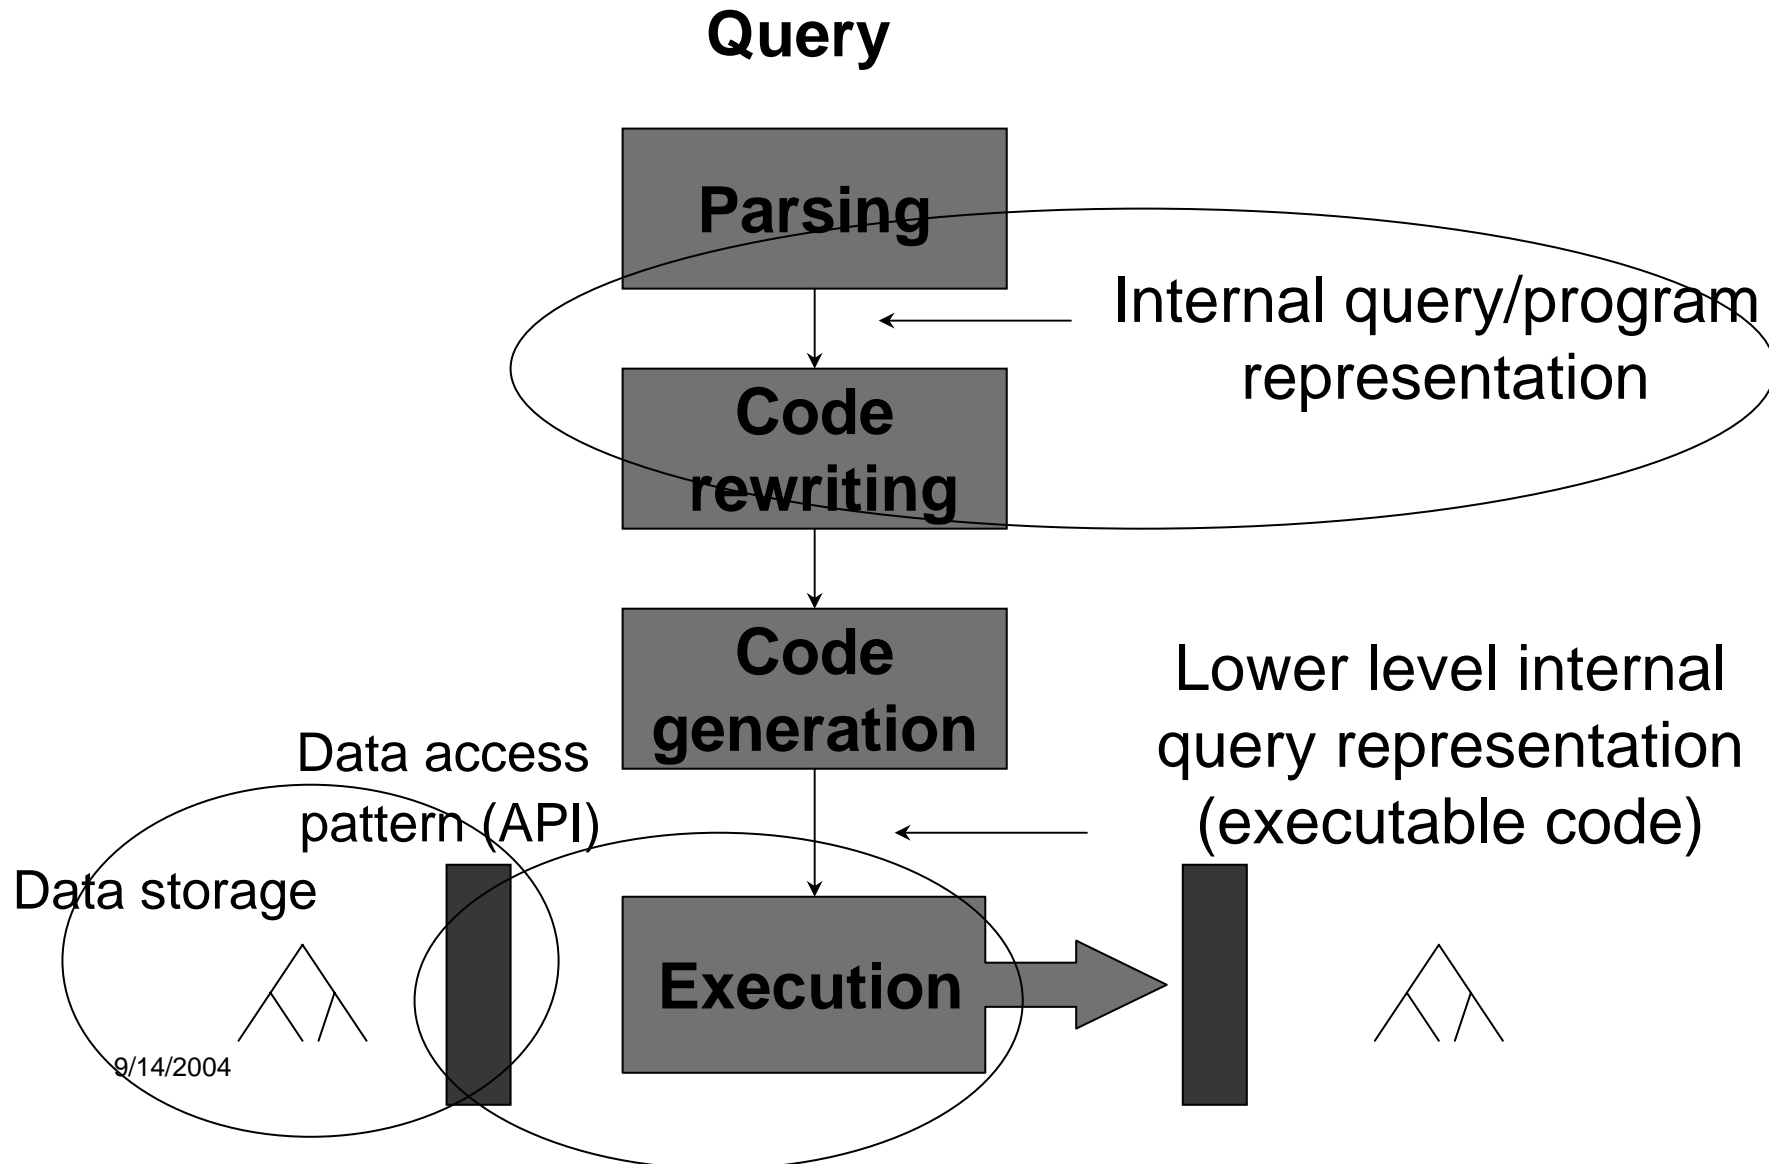 Query
Parsing
Internal query/program
representation
Code
rewriting
Code
generation
Lower level internal
query representation
(executable code)
Data access
pattern (API)
Data storage
Execution
9/14/2004